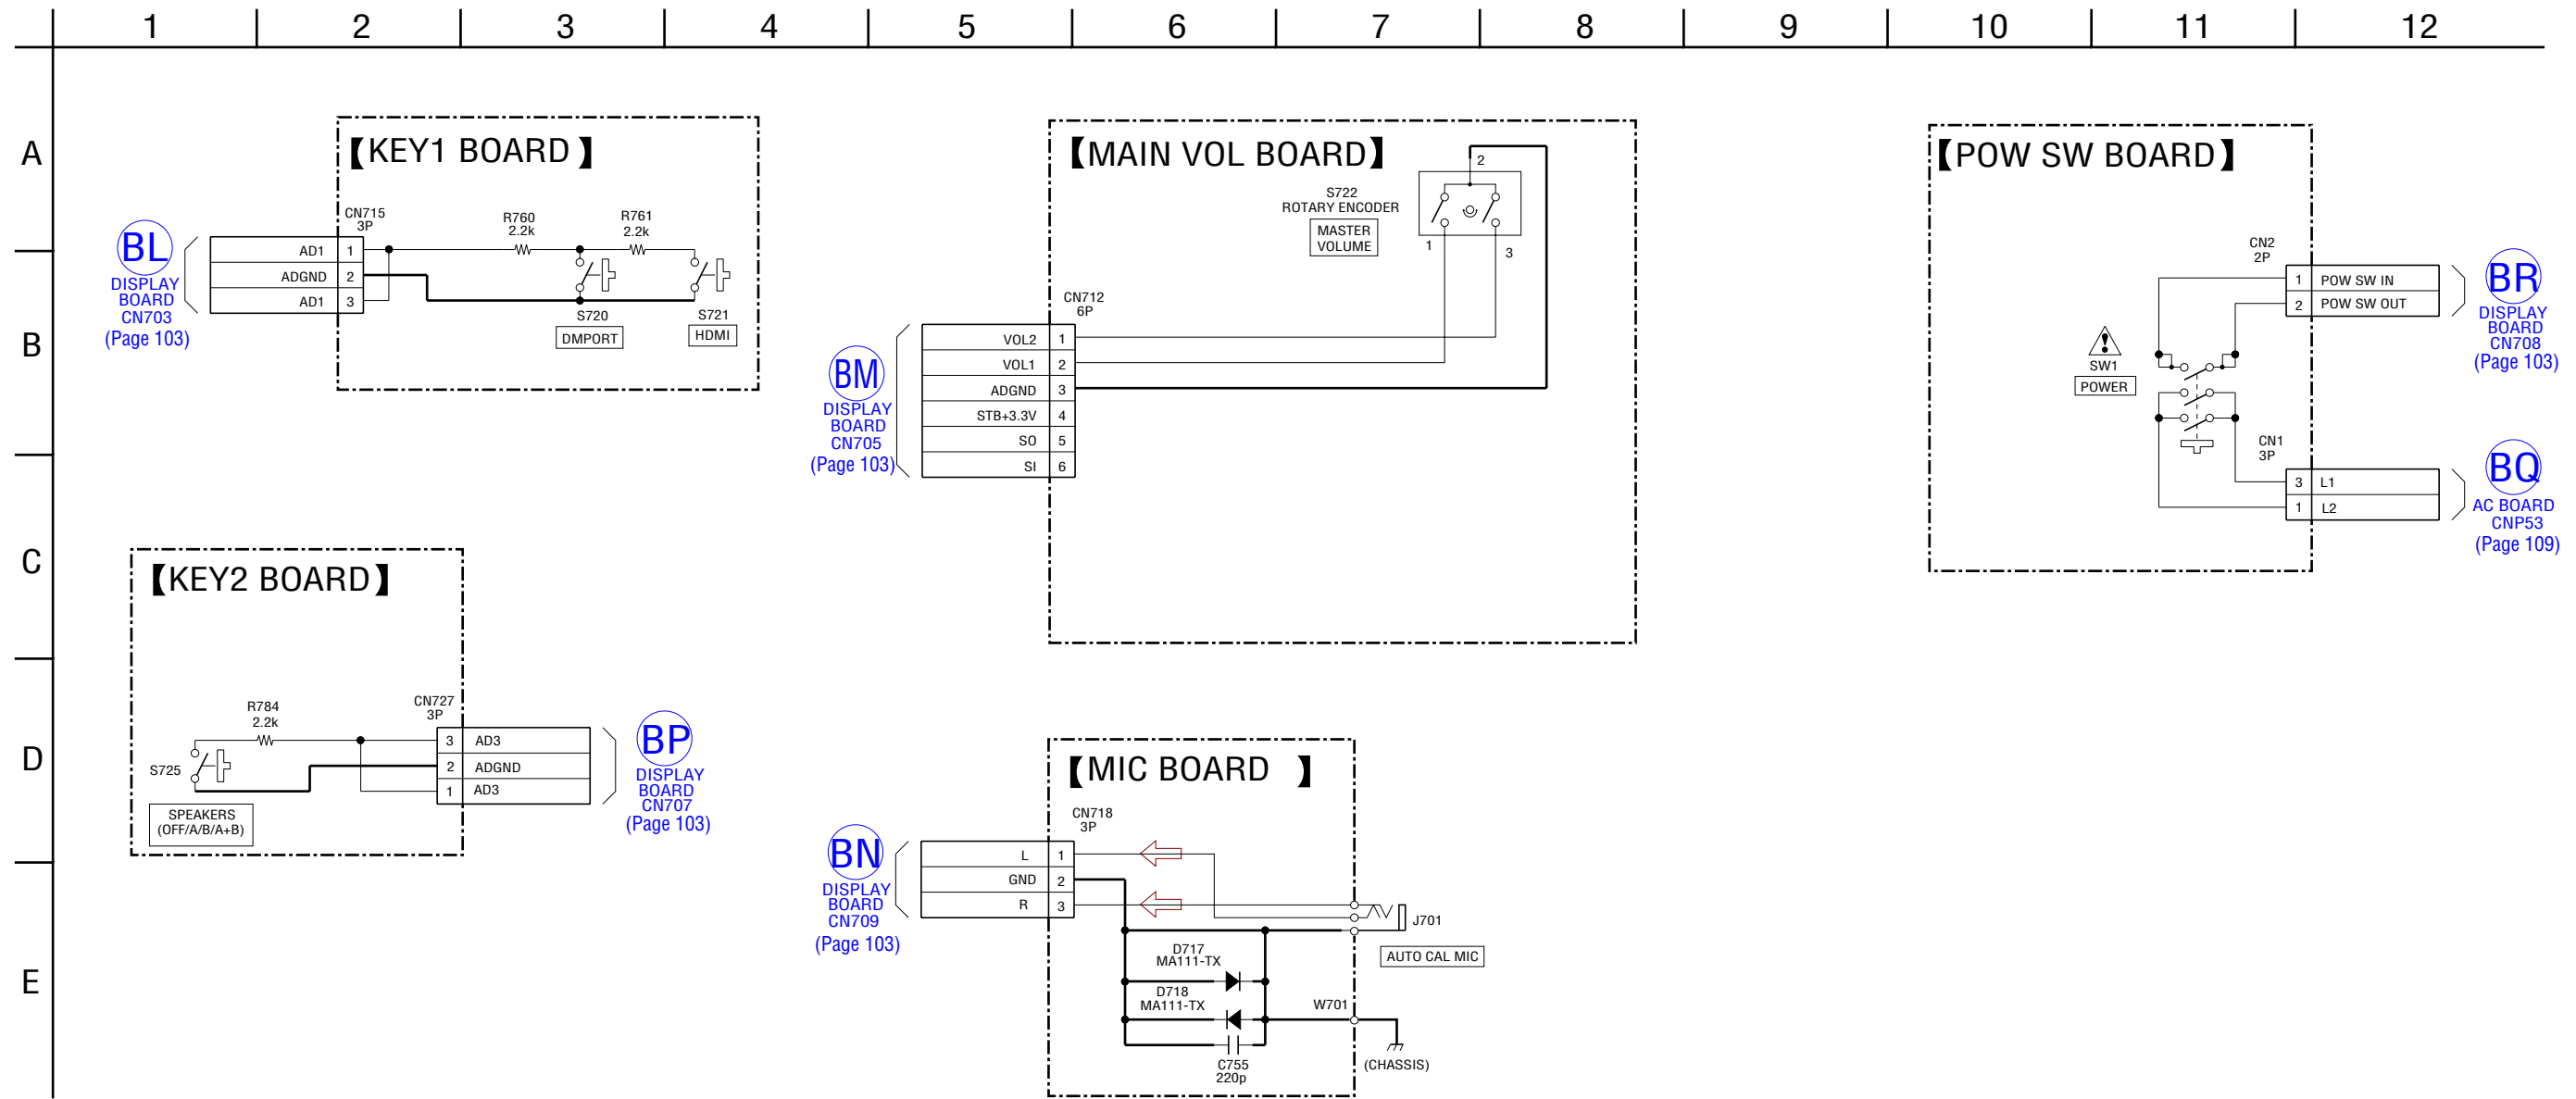 1 2 3 4 5 6 7 8 9 10 11 12
A
B
C
D
E
【KEY1 BOARD】
CN715
3P
R760
2.2k
R761
2.2k
BL
DISPLAY
BOARD
CN703
(Page 103)
AD1 1
ADGND 2
AD1 3
S720
DMPORT
S721
HDMI
【MAIN VOL BOARD】
S722
ROTARY ENCODER
MASTER
VOLUME
2
1
3
CN712
6P
BM
DISPLAY
BOARD
CN705
(Page 103)
VOL2 1
VOL1 2
ADGND 3
STB+3.3V 4
SO 5
SI 6
【POW SW BOARD】
CN2
2P
1 POW SW IN
2 POW SW OUT
BR
DISPLAY
BOARD
CN708
(Page 103)
SW1
POWER
CN1
3P
3 L1
1 L2
BQ
AC BOARD
CNP53
(Page 109)
【KEY2 BOARD】
R784
2.2k
CN727
3P
S725
SPEAKERS
(OFF/A/B/A+B)
3 AD3
2 ADGND
1 AD3
BP
DISPLAY
BOARD
CN707
(Page 103)
【MIC BOARD 】
CN718
3P
BN
DISPLAY
BOARD
CN709
(Page 103)
L 1
GND 2
R 3
J701
AUTO CAL MIC
D717
MA111-TX
D718
MA111-TX
W701
C755
220p
(CHASSIS)